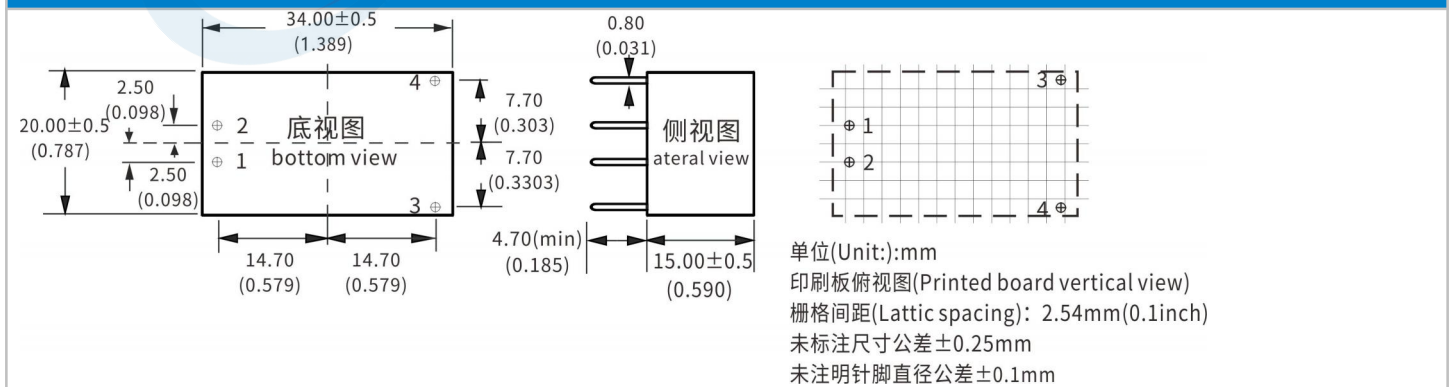 34.00±0.5
(1.389)
2.50
(0.098)
20.00±0.5
(0.787)
2.50
(0.098)
4
2
1
3
底视图
bottom view
7.70
(0.303)
7.70
(0.3303)
14.70
(0.579)
14.70
(0.579)
0.80
(0.031)
侧视图
ateral view
4.70(min)
(0.185)
15.00±0.5
(0.590)
3
1
2
4
单位(Unit:):mm
印刷板俯视图(Printed board vertical view)
栅格间距(Lattic spacing)：2.54mm(0.1inch)
未标注尺寸公差±0.25mm
未注明针脚直径公差±0.1mm